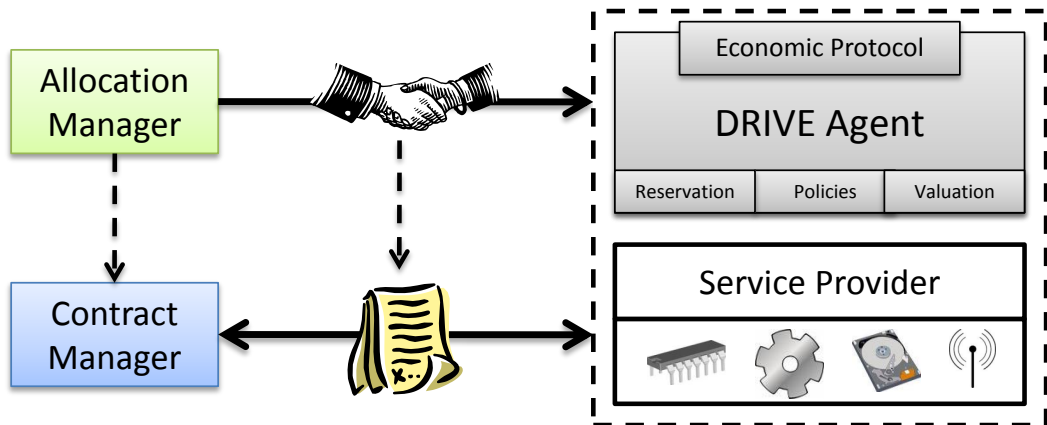 Allocation
Manager
Economic Protocol
DRIVE Agent
Reservation
Policies
Valuation
Contract
Manager
Service Provider
x...